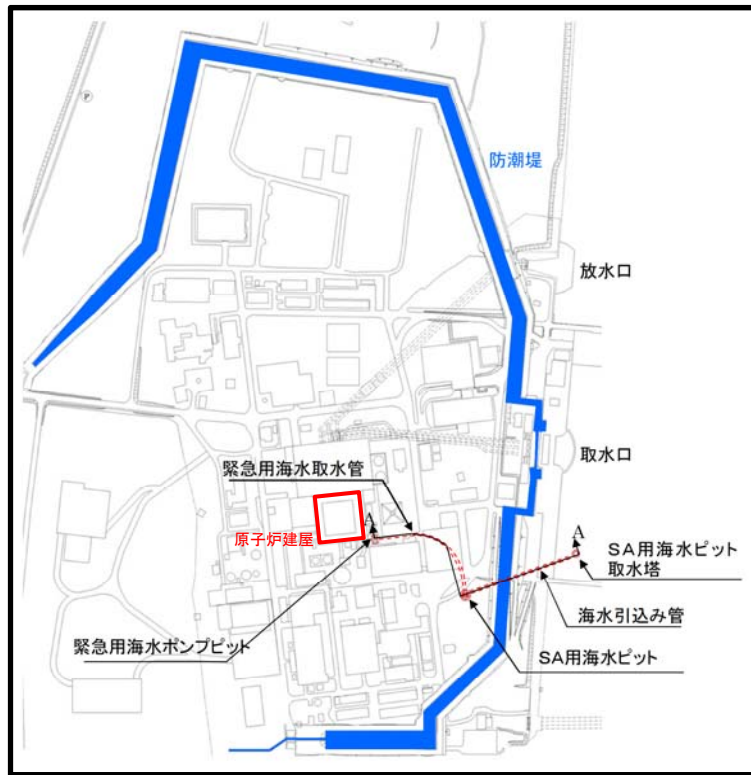 P
防潮堤
放水口
取水口
緊急用海水取水管
原子炉建屋
A
A
SA用海水ピット
取水塔
海水引込み管
緊急用海水ポンプピット
SA用海水ピット